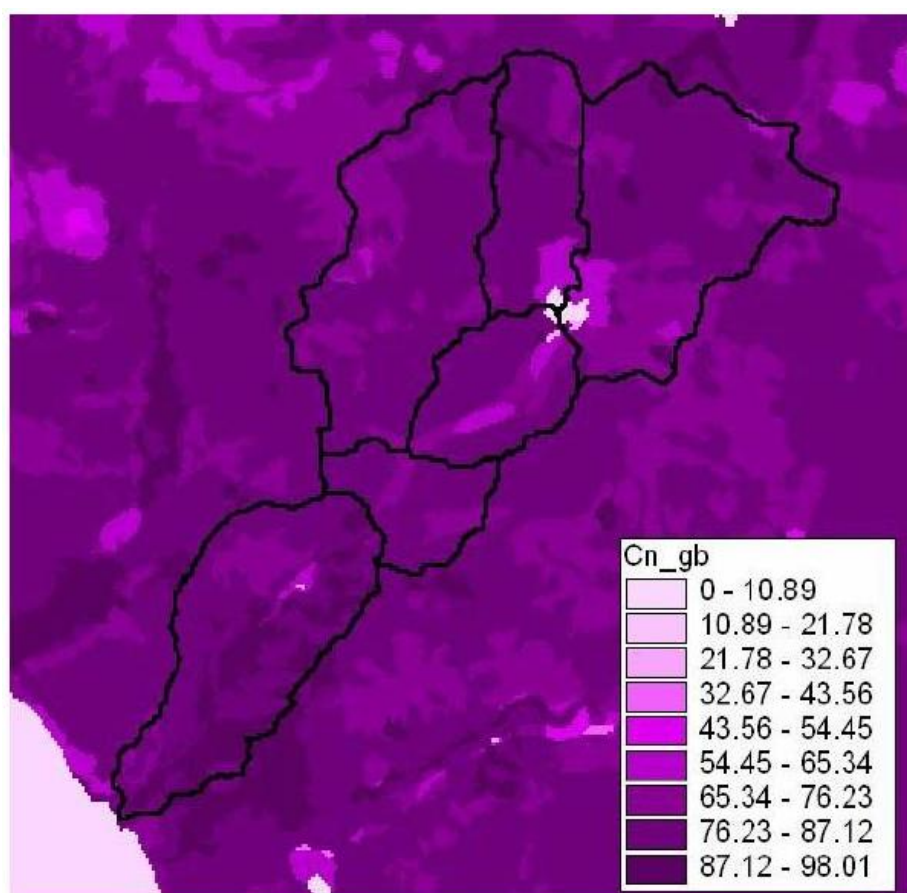 Cn_gb
0 - 10.89
10.89 - 21.78
21.78 - 32.67
32.67 - 43.56
43.56 - 54.45
54.45 - 65.34
65.34 - 76.23
76.23 - 87.12
87.12 - 98.01